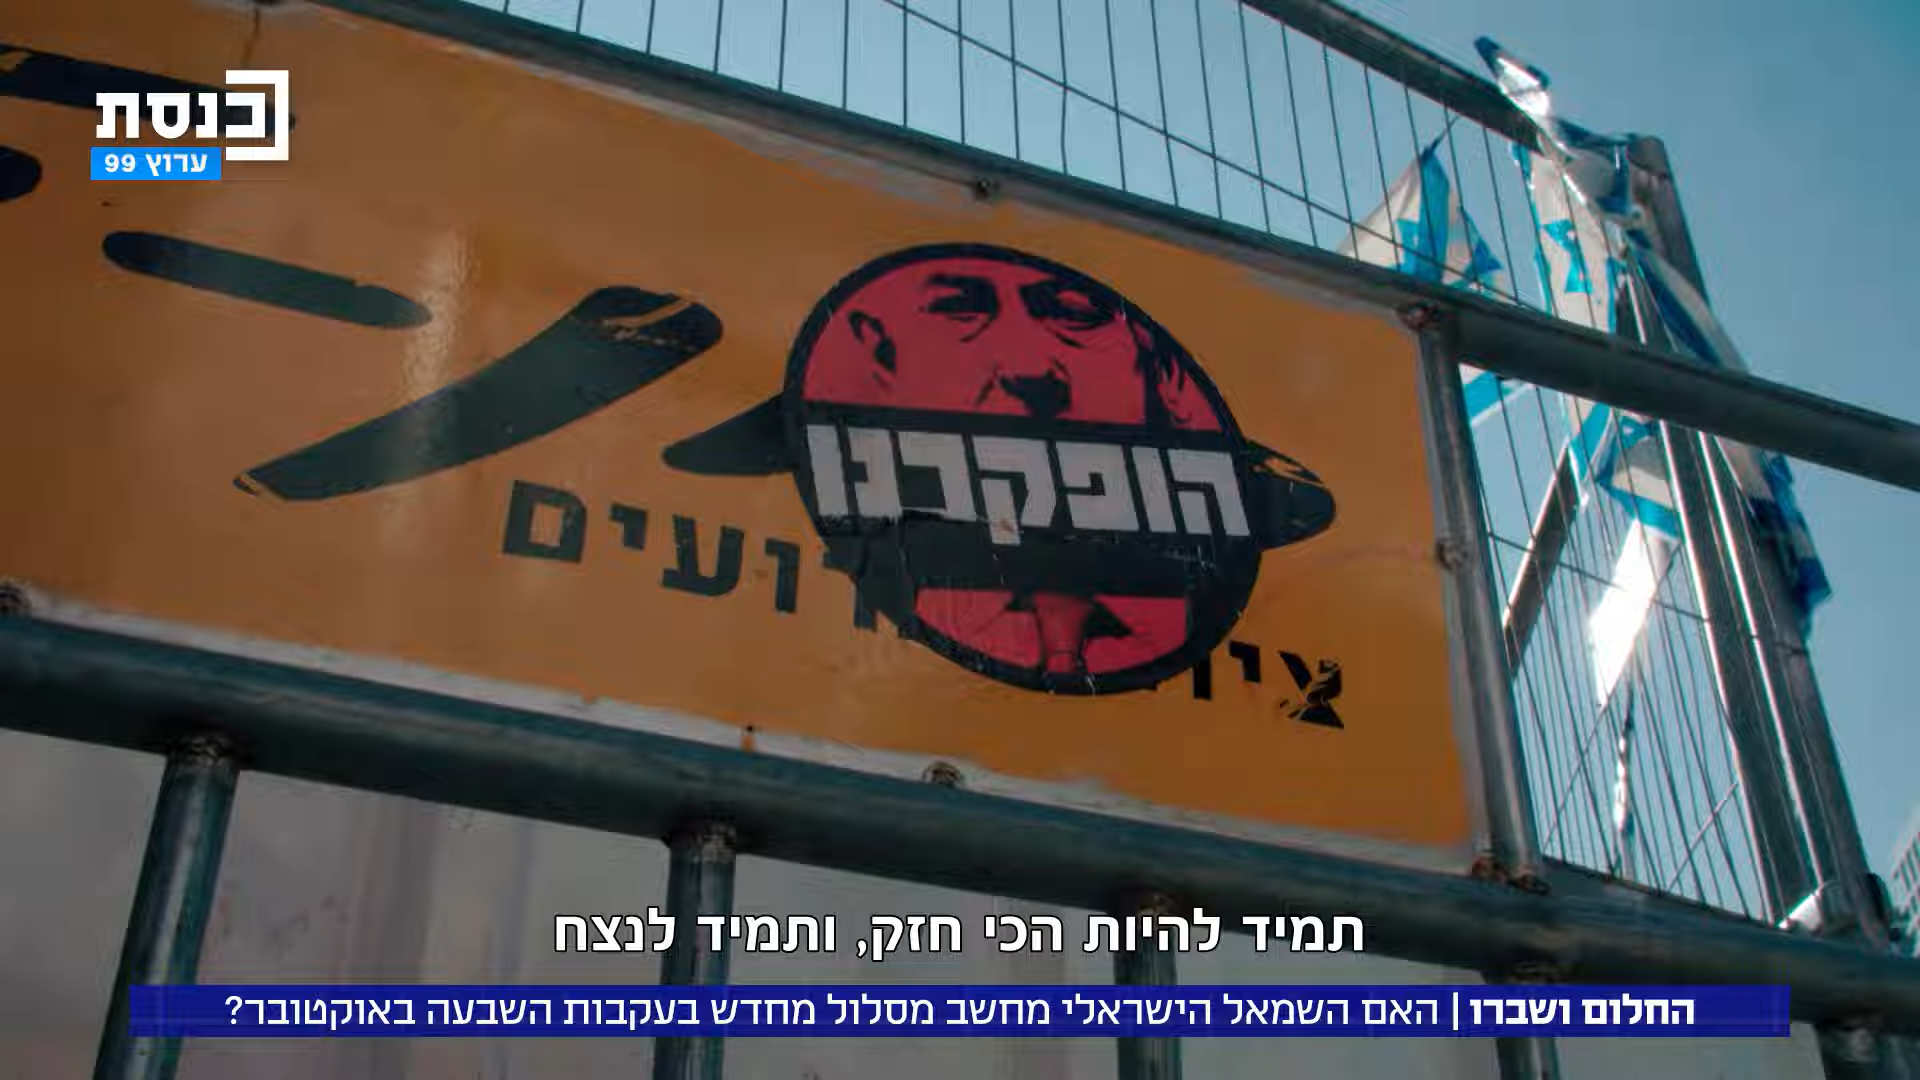 כנסת
ערוץ 99
הופקרנו
תמיד להיות הכי חזק, ותמיד לנצח
החלום ושברו | האם השמאל הישראלי מחשב מסלול מחדש בעקבות השבעה באוקטובר?